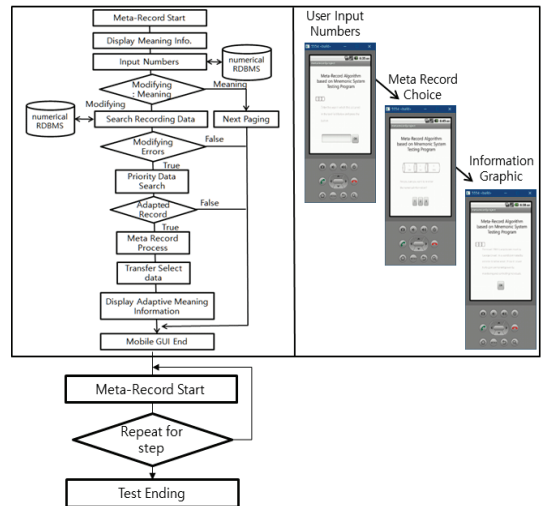 Meta-Record Start
Display Meaning Info.
Input Numbers
numerical
RDBMS
Modifying
: Meaning
Meaning
Modifying
numerical
RDBMS
Search Recording Data
Next Paging
Modifying
Errors
False
True
Priority Data
Search
Adapted
Record
False
True
Meta Record
Process
Transfer Select
data
Display Adaptive Meaning
Information
Mobile GUI End
Meta-Record Start
Repeat for
step
Test Ending
User Input
Numbers
Meta Record Algorithm
based on Mnemonic System
Testing Program
Meta Record
Choice
Meta Record Algorithm
based on Mnemonic System
Testing Program
Information
Graphic
Meta-Record Algorithm
based on Mnemonic System
Testing Program